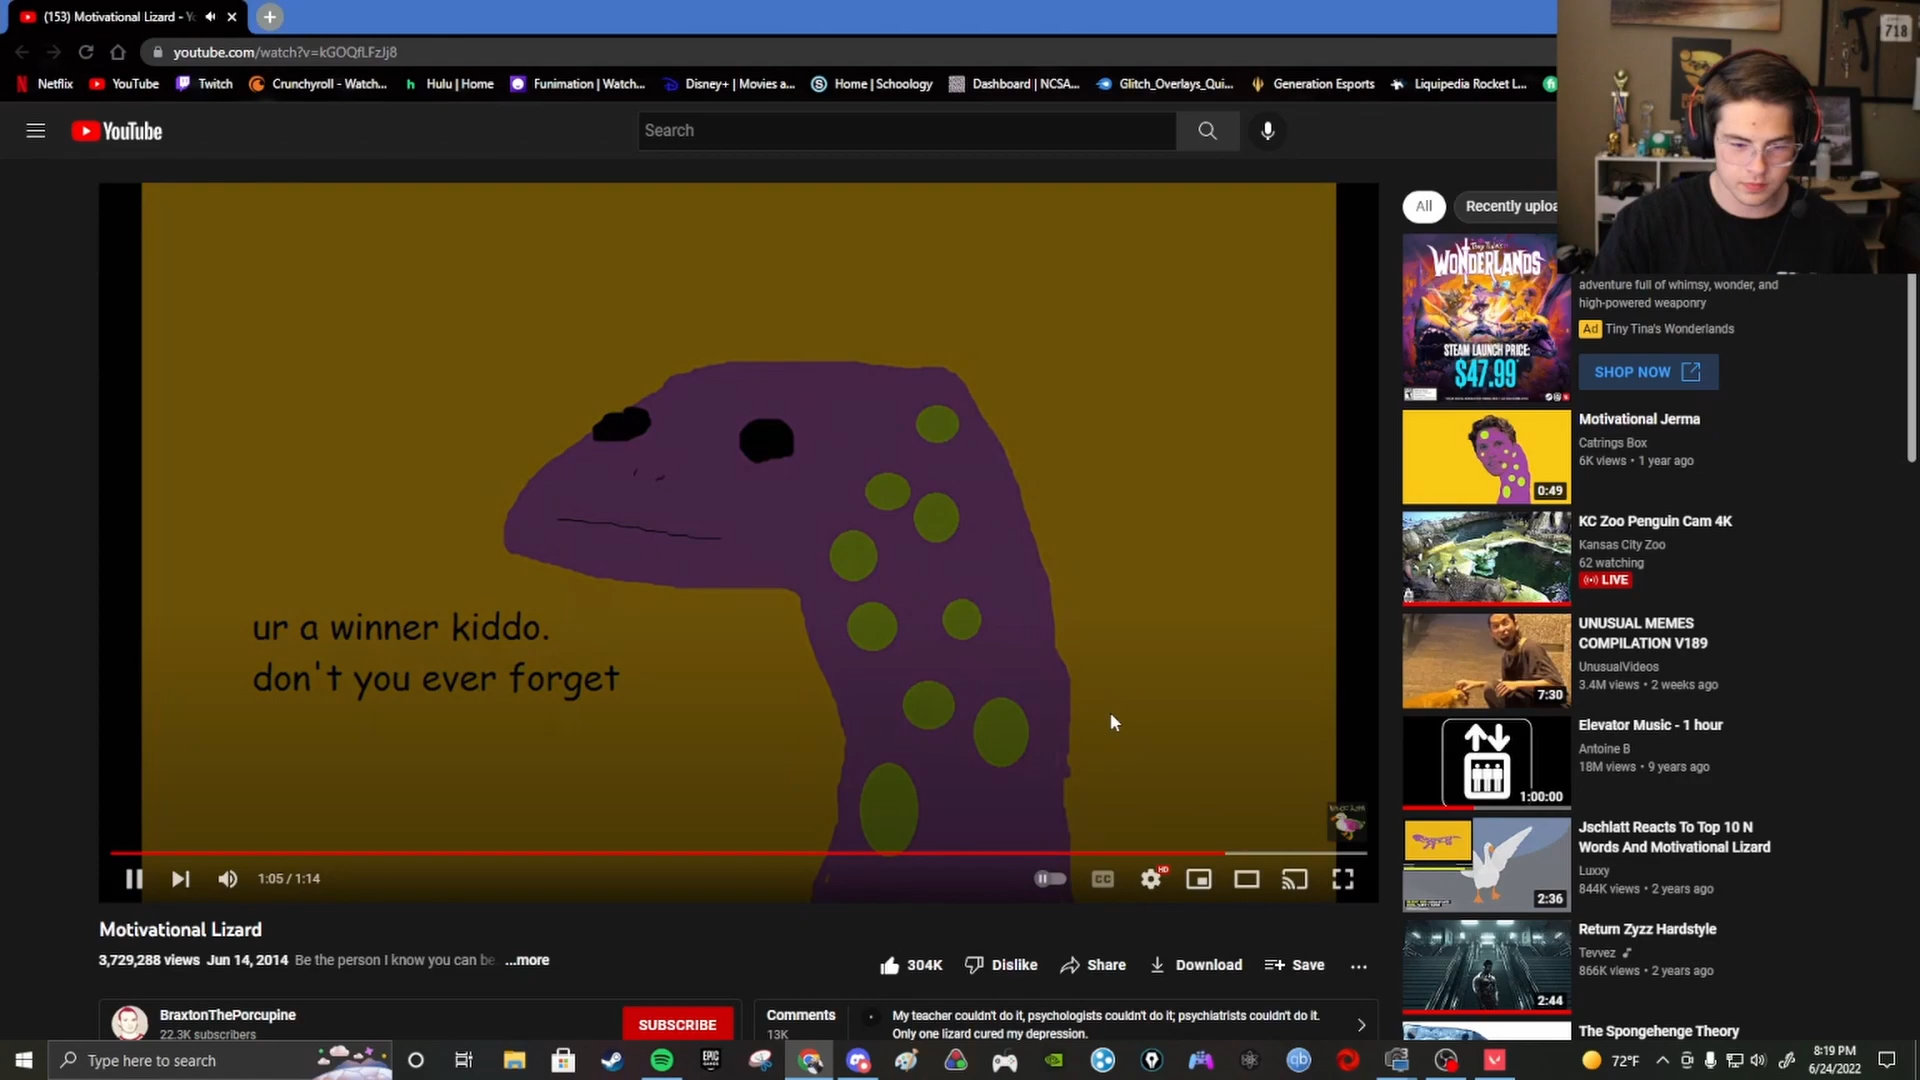 (153) Motivational Lizard - Yo
youtube.com/watch?v=kGOQfLFzJj8
Netflix YouTube Twitch Crunchyroll - Watch... Hulu | Home Funimation | Watch... Disney+ | Movies a... Home | Schoology Dashboard | NCSA... Glitch_Overlays_Qui... Generation Esports Liquipedia Rocket L...
718
YouTube
Search
All
Recently uploa
WONDERLANDS
STEAM LAUNCH PRICE:
$47.99*
adventure full of whimsy, wonder, and
high-powered weaponry
Ad Tiny Tina's Wonderlands
SHOP NOW
ur a winner kiddo.
don't you ever forget
1:05 / 1:14
CC
HD
Motivational Lizard
3,729,288 views Jun 14, 2014 Be the person I know you can be ...more
304K Dislike Share Download Save ...
BraxtonThePorcupine
22.3K subscribers
SUBSCRIBE
Comments
13K
My teacher couldn't do it, psychologists couldn't do it; psychiatrists couldn't do it.
Only one lizard cured my depression.
Motivational Jerma
Catrings Box
6K views • 1 year ago
0:49
KC Zoo Penguin Cam 4K
Kansas City Zoo
62 watching
LIVE
UNUSUAL MEMES
COMPILATION V189
UnusualVideos
3.4M views • 2 weeks ago
7:30
Elevator Music - 1 hour
Antoine B
18M views • 9 years ago
1:00:00
Jschlatt Reacts To Top 10 N
Words And Motivational Lizard
Luxxy
844K views • 2 years ago
2:36
Return Zyzz Hardstyle
Tevvez
866K views • 2 years ago
2:44
The Spongehenge Theory
Type here to search
EPIC
qb
72°F
8:19 PM
6/24/2022